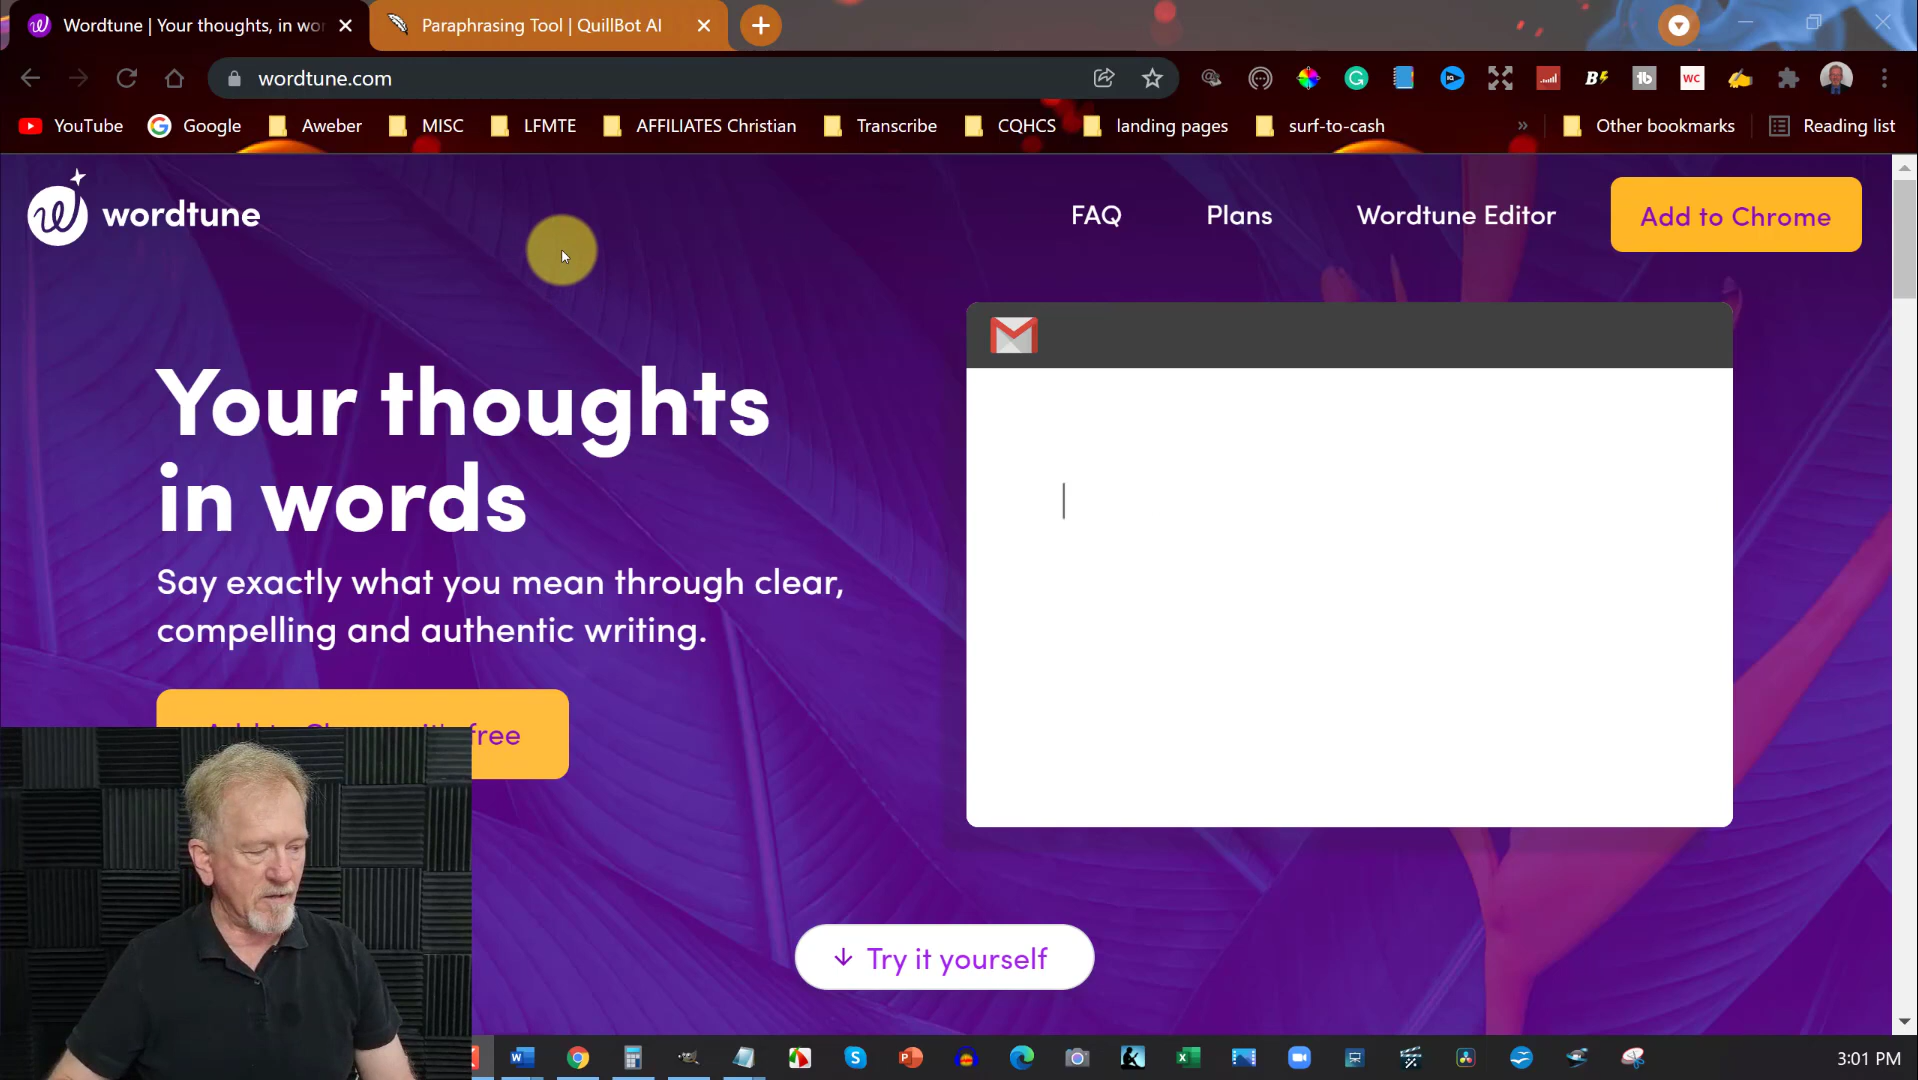 Wordtune | Your thoughts, in wo
Paraphrasing Tool | QuillBot AI
wordtune.com
YouTube
Google
Aweber
MISC
LFMTE
AFFILIATES Christian
Transcribe
CQHCS
landing pages
surf-to-cash
»
Other bookmarks
Reading list
wordtune
FAQ
Plans
Wordtune Editor
Add to Chrome
Your thoughts
in words
Say exactly what you mean through clear,
compelling and authentic writing.
free
Try it yourself
3:01 PM